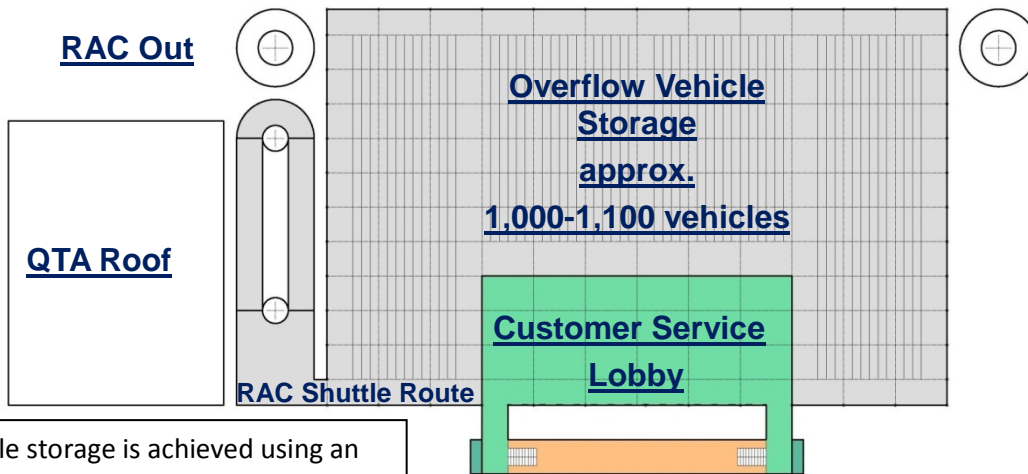 RAC Out
Overflow Vehicle
Storage
approx.
1,000-1,100 vehicles
QTA Roof
Customer Service
Lobby
RAC Shuttle Route
le storage is achieved using an